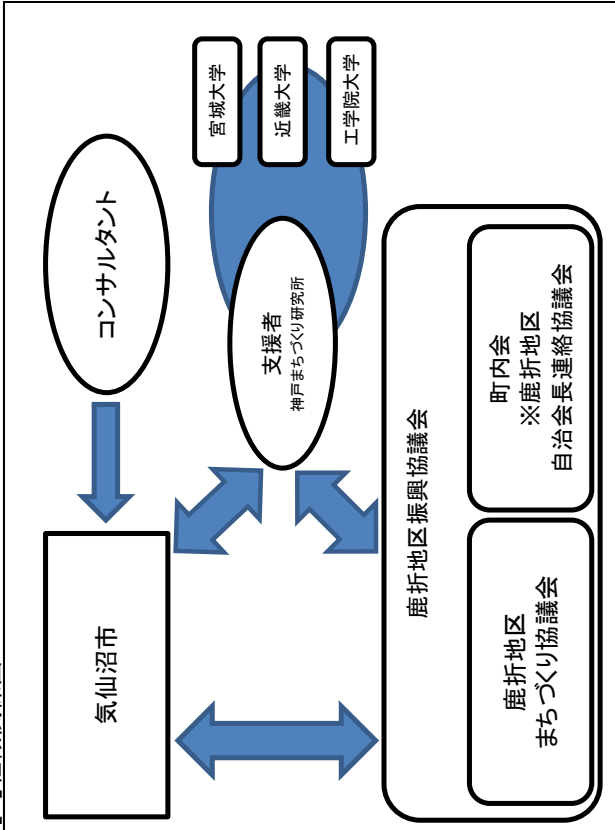 気仙沼市
コンサルタント
支援者
神戸まちづくり研究所
宮城大学
近畿大学
工学院大学
鹿折地区振興協議会
鹿折地区
まちづくり協議会
町内会
※鹿折地区
自治会長連絡協議会